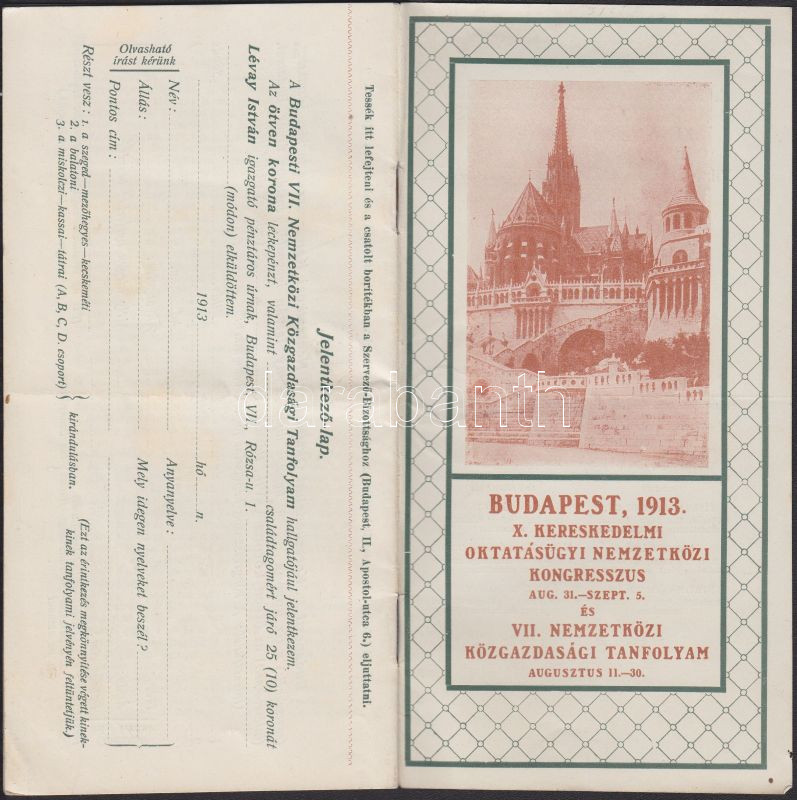 Tessék itt lefejteni és a csatolt borítékban a Szervező-Bizottsághoz (Budapest, II., Apostol-utca 6.) eljuttatni.
Jelentkező-lap.
A Budapesti VII. Nemzetközi Közgazdasági Tanfolyam hallgatójául jelentkezem.
Az ötven korona leckepénzt, valamint családtagomért járó 25 (10) koronát
Lévay István igazgató pénztáros úrnak, Budapest, VII., Rózsa-u. 1.
(módon) elküldöttem.
1913 hó n.
Olvasható
írást kérünk
Név:
Anyanyelve:
Állás:
Mely idegen nyelveket beszél?
Pontos cím:
Részt vesz: 1. a szeged—mezőhegyes—kecskeméti
2. a balatoni
3. a miskolczi—kassai—tátrai (A, B, C, D. csoport)
kirándulásban.
(Ezt az érintkezés megkönnyítése végett kinek-
kinek tanfolyami jelvényén feltüntetjük.)
BUDAPEST, 1913.
X. KERESKEDELMI
OKTATÁSÜGYI NEMZETKÖZI
KONGRESSZUS
AUG. 31.—SZEPT. 5.
ÉS
VII. NEMZETKÖZI
KÖZGAZDASÁGI TANFOLYAM
AUGUSZTUS 11.—30.
darabanth